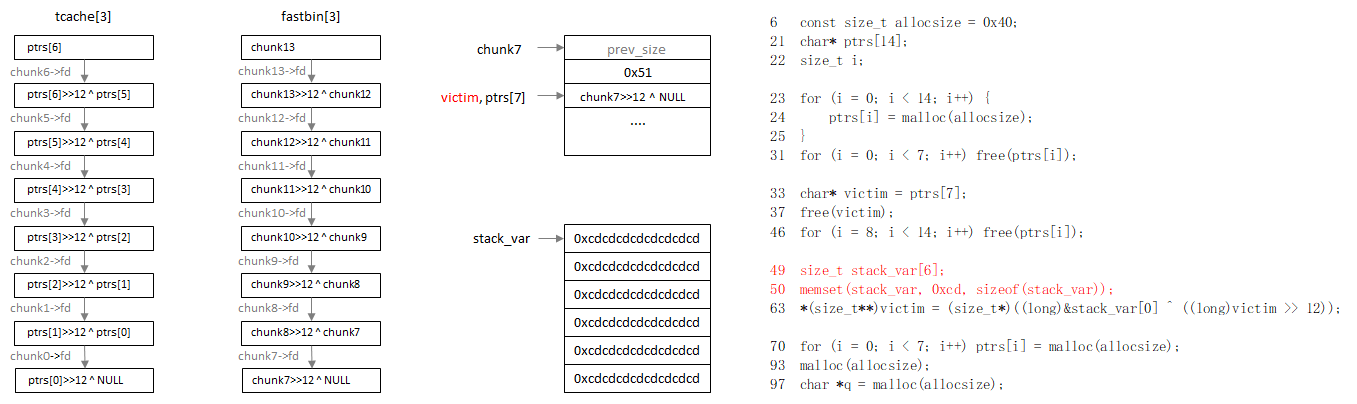 tcache[3]
ptrs[6]
chunk6->fd
ptrs[6]>>12 ^ ptrs[5]
chunk5->fd
ptrs[5]>>12 ^ ptrs[4]
chunk4->fd
ptrs[4]>>12 ^ ptrs[3]
chunk3->fd
ptrs[3]>>12 ^ ptrs[2]
chunk2->fd
ptrs[2]>>12 ^ ptrs[1]
chunk1->fd
ptrs[1]>>12 ^ ptrs[0]
chunk0->fd
ptrs[0]>>12 ^ NULL
fastbin[3]
chunk13
chunk13->fd
chunk13>>12 ^ chunk12
chunk12->fd
chunk12>>12 ^ chunk11
chunk11->fd
chunk11>>12 ^ chunk10
chunk10->fd
chunk10>>12 ^ chunk9
chunk9->fd
chunk9>>12 ^ chunk8
chunk8->fd
chunk8>>12 ^ chunk7
chunk7->fd
chunk7>>12 ^ NULL
chunk7
prev_size
0x51
victim, ptrs[7]
chunk7>>12 ^ NULL
....
stack_var
0xcdcdcdcdcdcdcdcd
0xcdcdcdcdcdcdcdcd
0xcdcdcdcdcdcdcdcd
0xcdcdcdcdcdcdcdcd
0xcdcdcdcdcdcdcdcd
0xcdcdcdcdcdcdcdcd
6 const size_t allocsize = 0x40;
21 char* ptrs[14];
22 size_t i;
23 for (i = 0; i < 14; i++) {
24 ptrs[i] = malloc(allocsize);
25 }
31 for (i = 0; i < 7; i++) free(ptrs[i]);
33 char* victim = ptrs[7];
37 free(victim);
46 for (i = 8; i < 14; i++) free(ptrs[i]);
49 size_t stack_var[6];
50 memset(stack_var, 0xcd, sizeof(stack_var));
63 *(size_t**)victim = (size_t*)((long)&stack_var[0] ^ ((long)victim >> 12));
70 for (i = 0; i < 7; i++) ptrs[i] = malloc(allocsize);
93 malloc(allocsize);
97 char *q = malloc(allocsize);